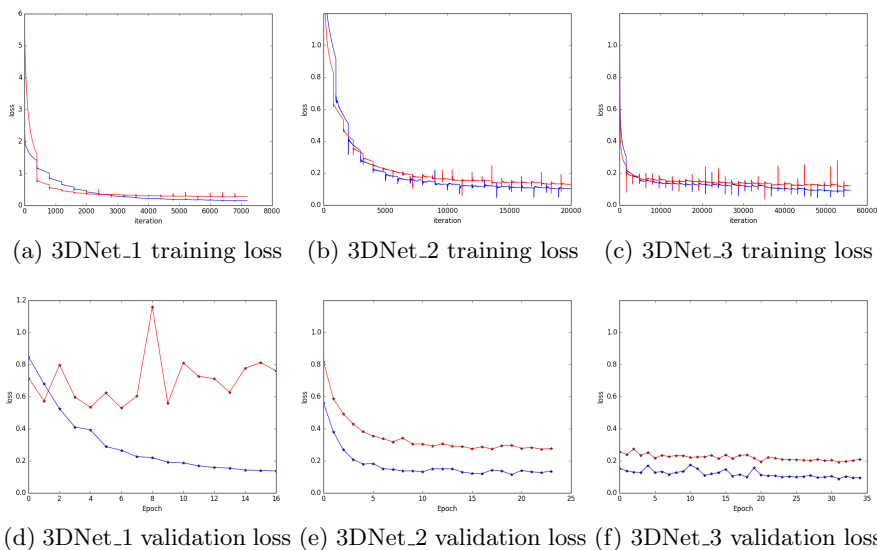 6
5
4
3
2
1
0
loss
0 1000 2000 3000 4000 5000 6000 7000 8000
iteration
1.2
1.0
0.8
0.6
0.4
0.2
0.0
loss
0 5000 10000 15000 20000
iteration
1.2
1.0
0.8
0.6
0.4
0.2
0.0
loss
0 10000 20000 30000 40000 50000 60000
iteration
(a) 3DNet_1 training loss
(b) 3DNet_2 training loss
(c) 3DNet_3 training loss
1.2
1.0
0.8
0.6
0.4
0.2
0.0
loss
0 2 4 6 8 10 12 14 16
Epoch
1.0
0.8
0.6
0.4
0.2
0.0
loss
0 5 10 15 20 25
Epoch
1.0
0.8
0.6
0.4
0.2
0.0
loss
0 5 10 15 20 25 30 35
Epoch
(d) 3DNet_1 validation loss
(e) 3DNet_2 validation loss
(f) 3DNet_3 validation loss